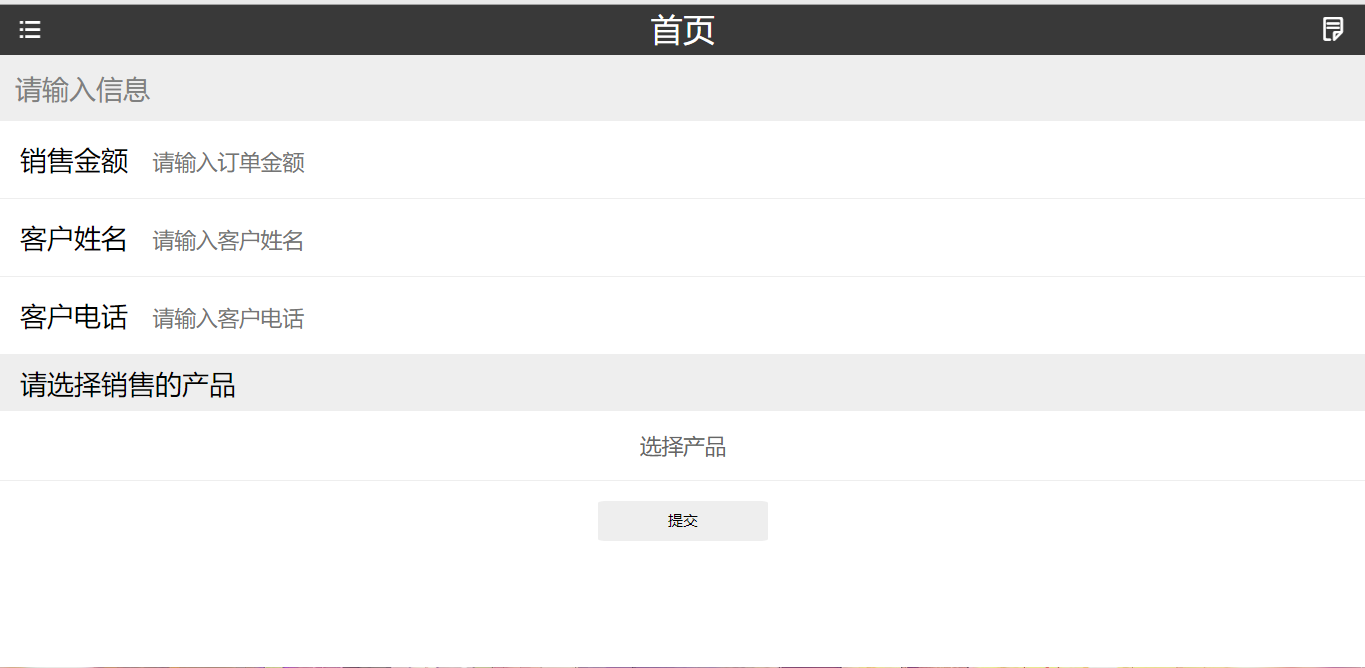 首页
请输入信息
销售金额 请输入订单金额
客户姓名 请输入客户姓名
客户电话 请输入客户电话
请选择销售的产品
选择产品
提交